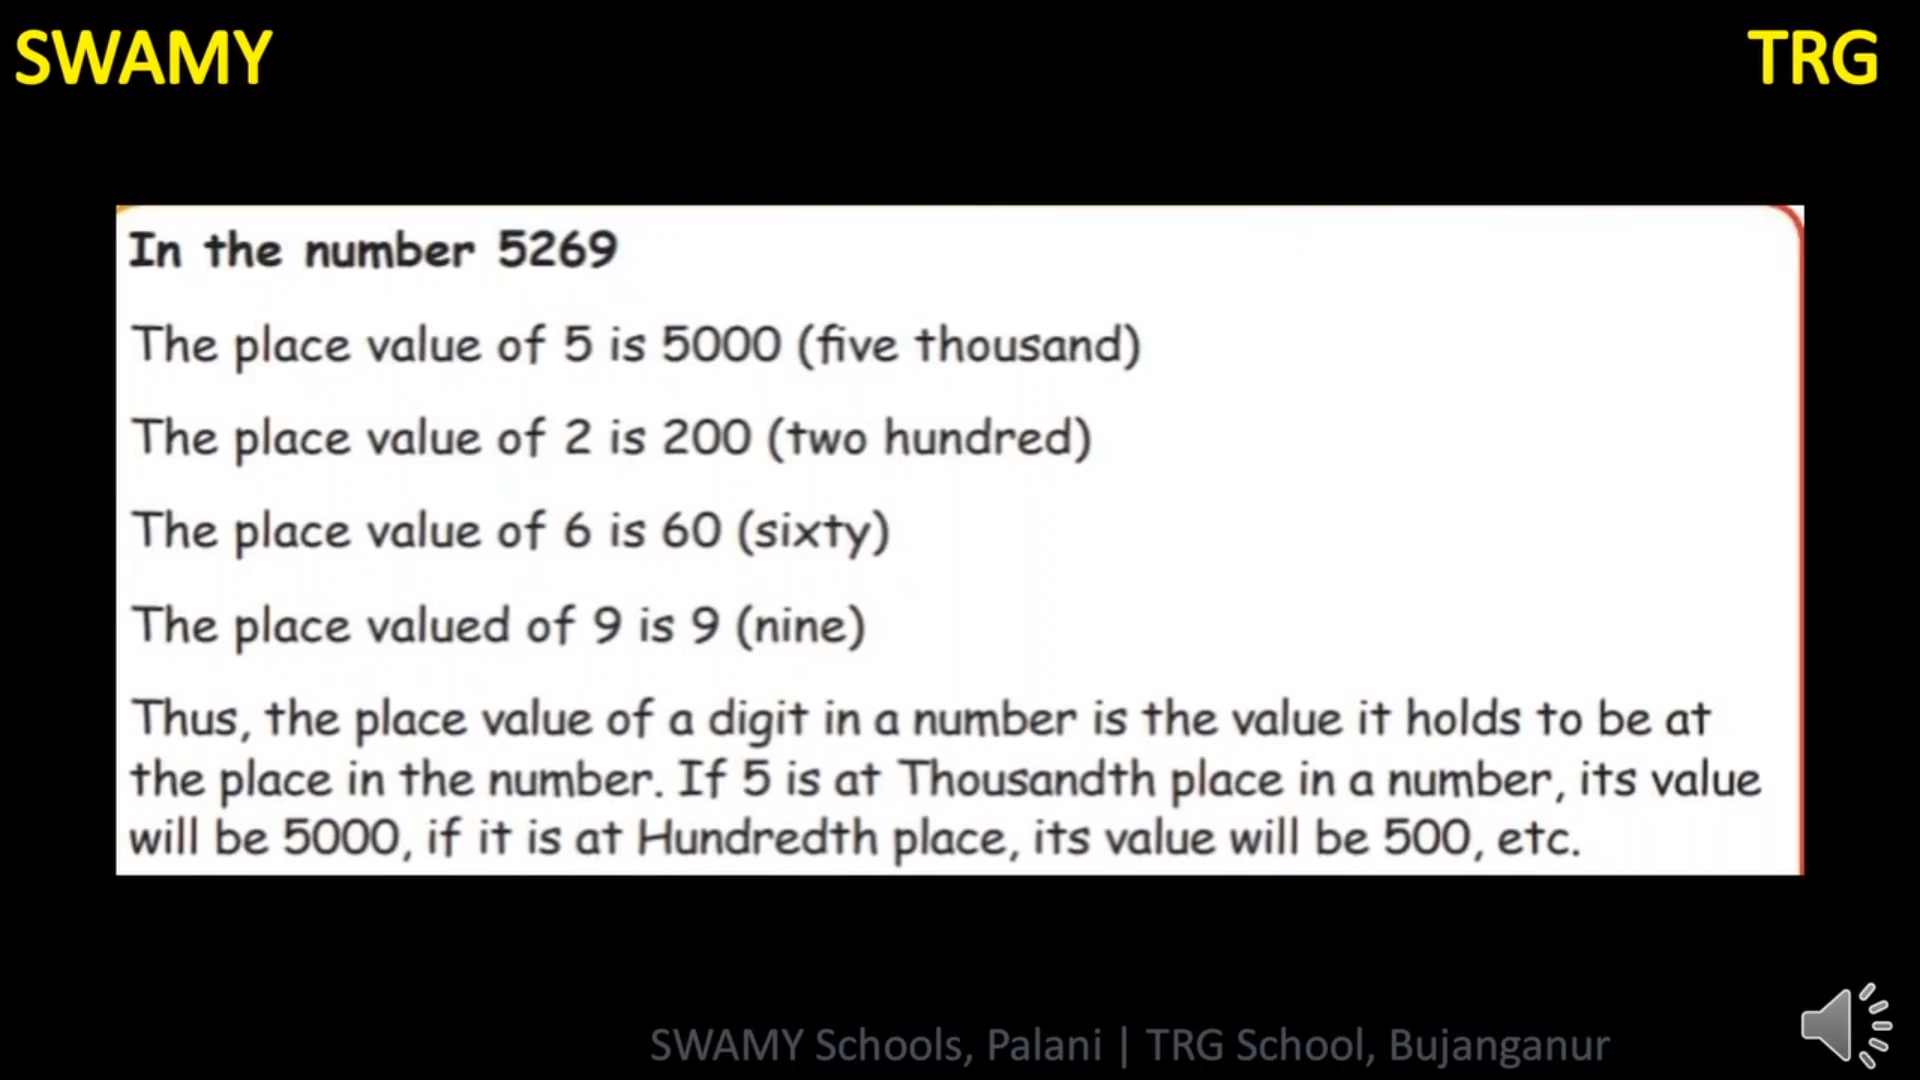 SWAMY
TRG
In the number 5269
The place value of 5 is 5000 (five thousand)
The place value of 2 is 200 (two hundred)
The place value of 6 is 60 (sixty)
The place valued of 9 is 9 (nine)
Thus, the place value of a digit in a number is the value it holds to be at
the place in the number. If 5 is at Thousandth place in a number, its value
will be 5000, if it is at Hundredth place, its value will be 500, etc.
SWAMY Schools, Palani | TRG School, Bujanganur